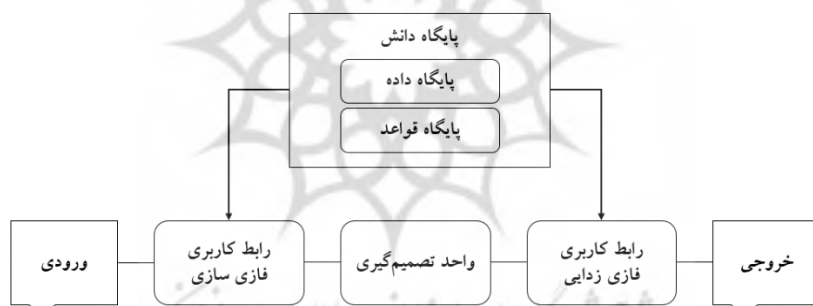 پایگاه دانش
پایگاه داده
پایگاه قواعد
ورودی
رابط کاربری
فازی سازی
واحد تصمیم‌گیری
رابط کاربری
فازی زدایی
خروجی